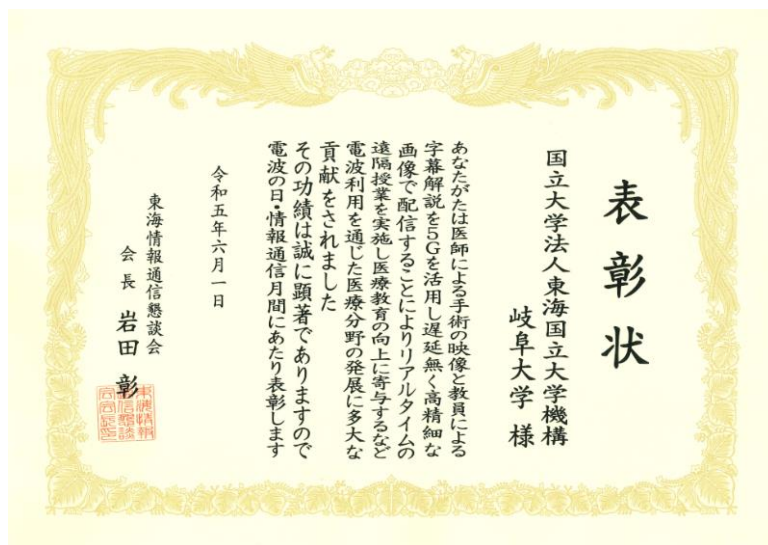 表彰状
国立大学法人東海国立大学機構
岐阜大学 様
あなたがたは医師による手術の映像と教員による
字幕解説を5Gを活用し遅延無く高精細な
画像で配信することによりリアルタイムの
遠隔授業を実施し医療教育の向上に寄与するなど
電波利用を通じた医療分野の発展に多大な
貢献をされました
その功績は誠に顕著でありますので
電波の日・情報通信月間にあたり表彰します
令和五年六月一日
東海情報通信懇談会
会長 岩田 彰